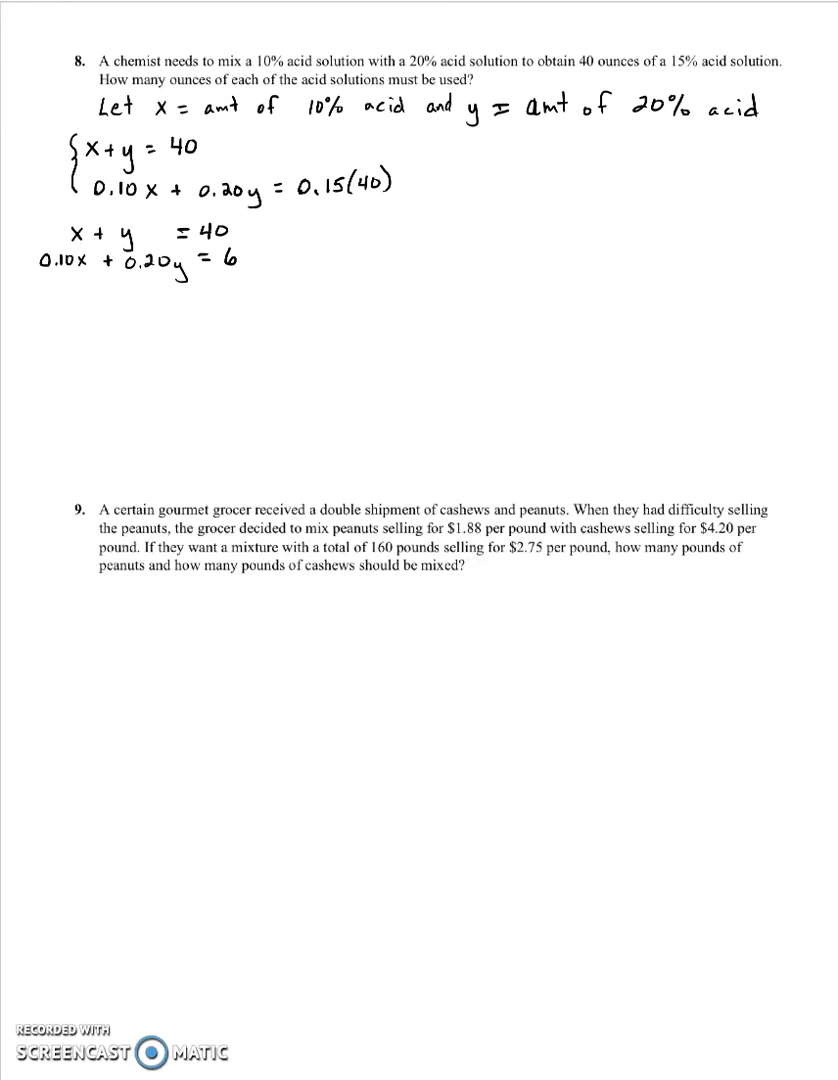 8. A chemist needs to mix a 10% acid solution with a 20% acid solution to obtain 40 ounces of a 15% acid solution.
How many ounces of each of the acid solutions must be used?
Let x = amt of 10% acid and y = amt of 20% acid
x + y = 40
0.10x + 0.20y = 0.15(40)
x + y = 40
0.10x + 0.20y = 6
9. A certain gourmet grocer received a double shipment of cashews and peanuts. When they had difficulty selling
the peanuts, the grocer decided to mix peanuts selling for $1.88 per pound with cashews selling for $4.20 per
pound. If they want a mixture with a total of 160 pounds selling for $2.75 per pound, how many pounds of
peanuts and how many pounds of cashews should be mixed?
RECORDED WITH
SCREENCAST MATIC